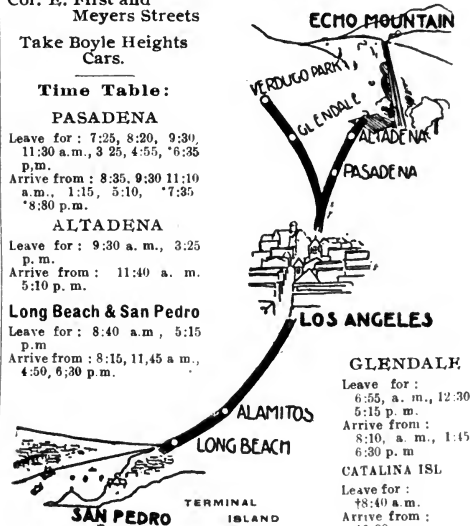 Cor. E. First and
Meyers Streets
Take Boyle Heights
Cars.
Time Table:
PASADENA
Leave for : 7:25, 8:20, 9:30,
11:30 a.m., 3 25, 4:55, *6:35
p,m.
Arrive from : 8:35, 9:30 11:10
a.m., 1:15, 5:10, *7:35
*8:80 p.m.
ALTADENA
Leave for : 9:30 a. m., 3:25
p.m.
Arrive from : 11:40 a. m.
5:10 p. m.
Long Beach & San Pedro
Leave for : 8:40 a.m , 5:15
p.m
Arrive from : 8:15, 11,45 a m.,
4:50, 6;30 p.m.
ECHO MOUNTAIN
VERDUGO PARK
GLENDALE
ALTADENA
PASADENA
LOS ANGELES
ALAMITOS
LONG BEACH
TERMINAL
ISLAND
SAN PEDRO
GLENDALE
Leave for :
6:55, a. m., 12:30
5:15 p. m.
Arrive from :
8:10, a. m., 1:45
6:30 p. m
CATALINA ISL
Leave for :
†8:40 a.m.
Arrive from :